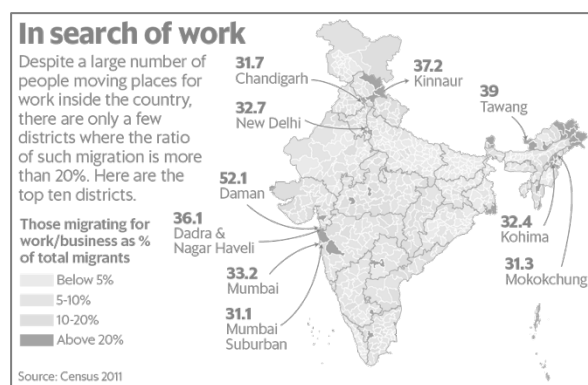 In search of work
Despite a large number of
people moving places for
work inside the country,
there are only a few
districts where the ratio
of such migration is more
than 20%. Here are the
top ten districts.
Those migrating for
work/business as %
of total migrants
Below 5%
5-10%
10-20%
Above 20%
31.7
Chandigarh
37.2
Kinnaur
32.7
New Delhi
39
Tawang
52.1
Daman
36.1
Dadra &
Nagar Haveli
33.2
Mumbai
31.1
Mumbai
Suburban
32.4
Kohima
31.3
Mokokchung
Source: Census 2011